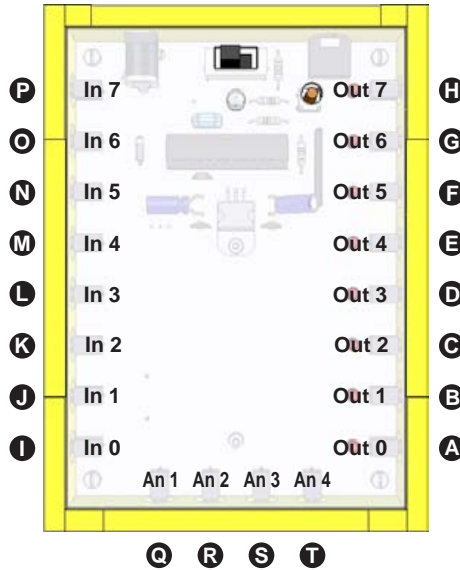 P In 7 Out 7 H
O In 6 Out 6 G
N In 5 Out 5 F
M In 4 Out 4 E
L In 3 Out 3 D
K In 2 Out 2 C
J In 1 Out 1 B
I In 0 Out 0 A
An 1 An 2 An 3 An 4
Q R S T